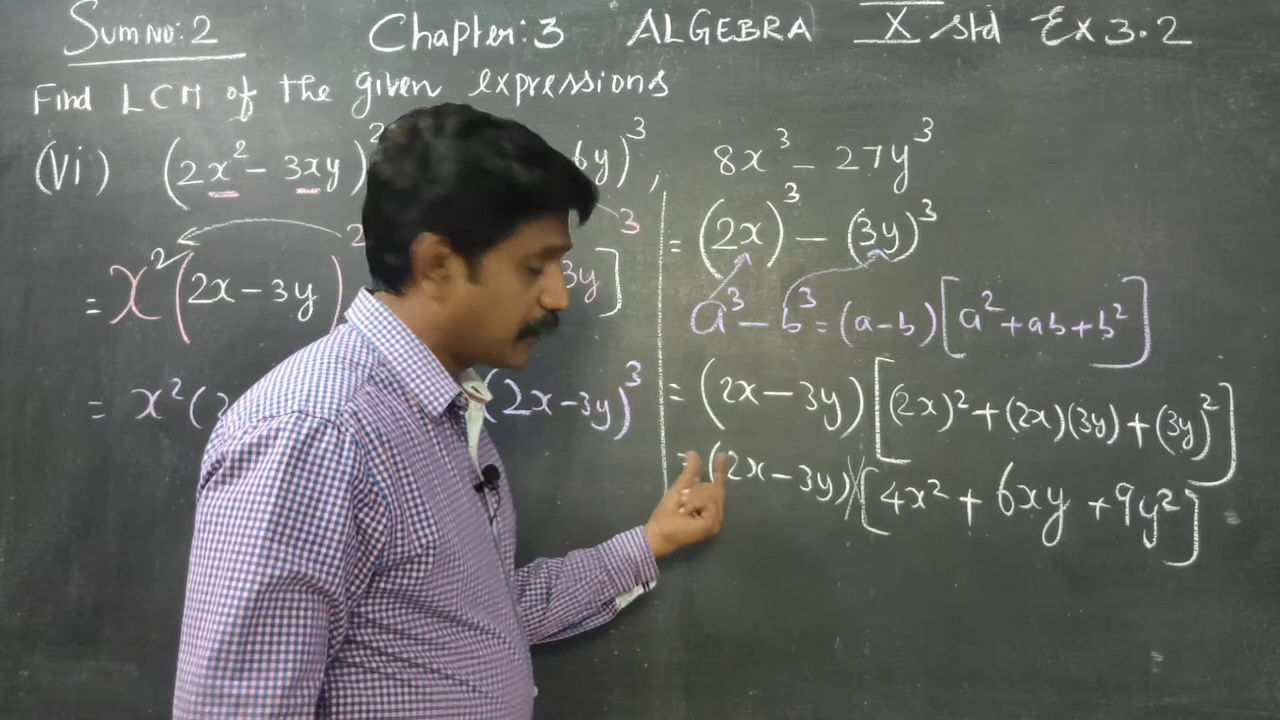 Sum No: 2 Chapter: 3 ALGEBRA X std Ex 3.2
Find LCM of the given expressions
(vi) (2x² - 3xy)² 6y)³, 8x³ - 27y³
3
= (2x)³ - (3y)³
2
= x²(2x - 3y) 3y]
a³ - b³ = (a-b)[a² + ab + b²]
= x²(2 (2x - 3y)³
= (2x - 3y)[(2x)² + (2x)(3y) + (3y)²]
= (2x - 3y)[4x² + 6xy + 9y²]